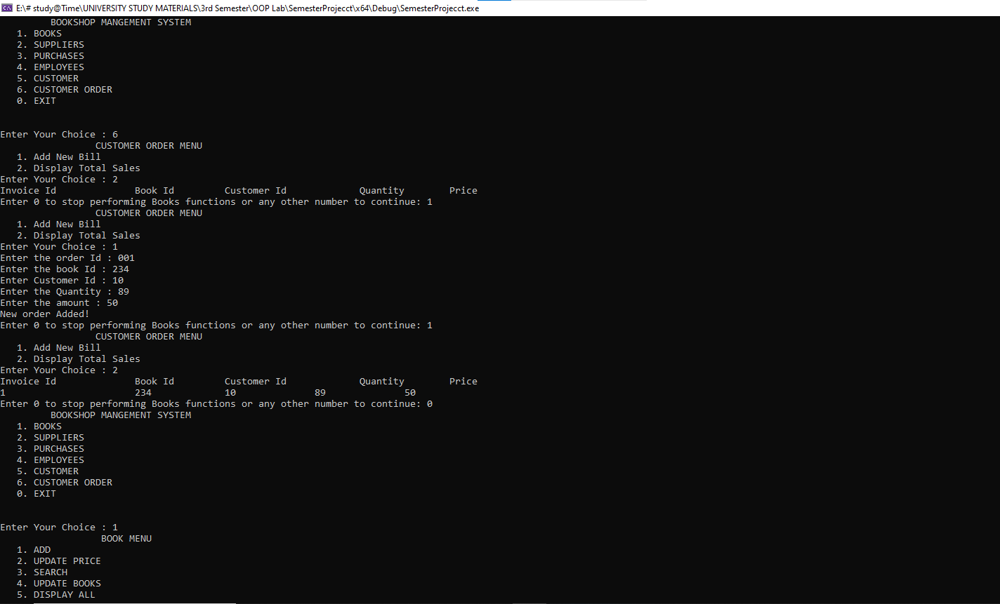 E:\# study@Time\UNIVERSITY STUDY MATERIALS\3rd Semester\OOP Lab\SemesterProjecct\x64\Debug\SemesterProjecct.exe
BOOKSHOP MANGEMENT SYSTEM
1. BOOKS
2. SUPPLIERS
3. PURCHASES
4. EMPLOYEES
5. CUSTOMER
6. CUSTOMER ORDER
0. EXIT
Enter Your Choice : 6
CUSTOMER ORDER MENU
1. Add New Bill
2. Display Total Sales
Enter Your Choice : 2
Invoice Id Book Id Customer Id Quantity Price
Enter 0 to stop performing Books functions or any other number to continue: 1
CUSTOMER ORDER MENU
1. Add New Bill
2. Display Total Sales
Enter Your Choice : 1
Enter the order Id : 001
Enter the book Id : 234
Enter Customer Id : 10
Enter the Quantity : 89
Enter the amount : 50
New order Added!
Enter 0 to stop performing Books functions or any other number to continue: 1
CUSTOMER ORDER MENU
1. Add New Bill
2. Display Total Sales
Enter Your Choice : 2
Invoice Id Book Id Customer Id Quantity Price
1 234 10 89 50
Enter 0 to stop performing Books functions or any other number to continue: 0
BOOKSHOP MANGEMENT SYSTEM
1. BOOKS
2. SUPPLIERS
3. PURCHASES
4. EMPLOYEES
5. CUSTOMER
6. CUSTOMER ORDER
0. EXIT
Enter Your Choice : 1
BOOK MENU
1. ADD
2. UPDATE PRICE
3. SEARCH
4. UPDATE BOOKS
5. DISPLAY ALL